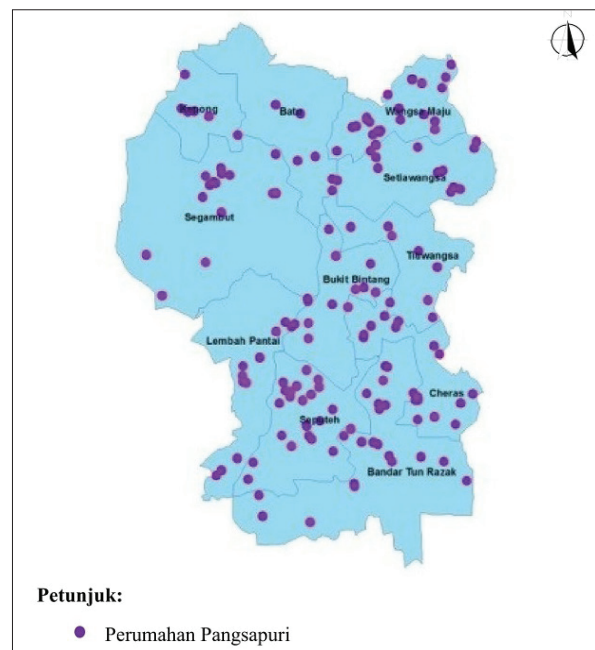 N
Kepong
Batu
Wangsa Maju
Setiawangsa
Segambut
Titiwangsa
Bukit Bintang
Lembah Pantai
Cheras
Seputeh
Bandar Tun Razak
Petunjuk:
Perumahan Pangsapuri